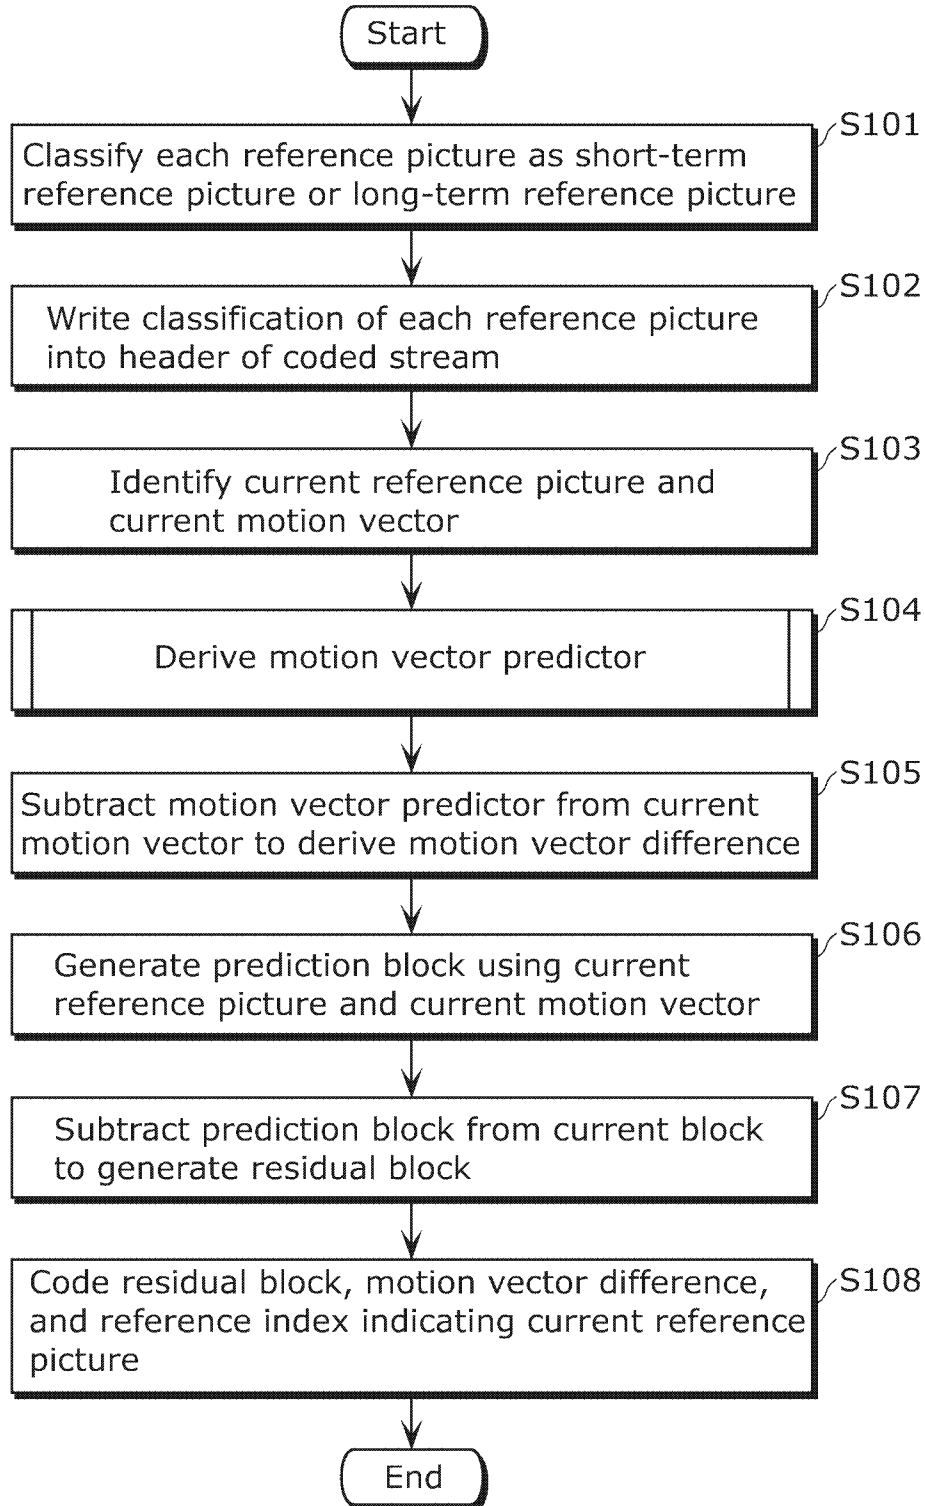 Start
S101
Classify each reference picture as short-term
reference picture or long-term reference picture
S102
Write classification of each reference picture
into header of coded stream
S103
Identify current reference picture and
current motion vector
S104
Derive motion vector predictor
S105
Subtract motion vector predictor from current
motion vector to derive motion vector difference
S106
Generate prediction block using current
reference picture and current motion vector
S107
Subtract prediction block from current block
to generate residual block
S108
Code residual block, motion vector difference,
and reference index indicating current reference
picture
End